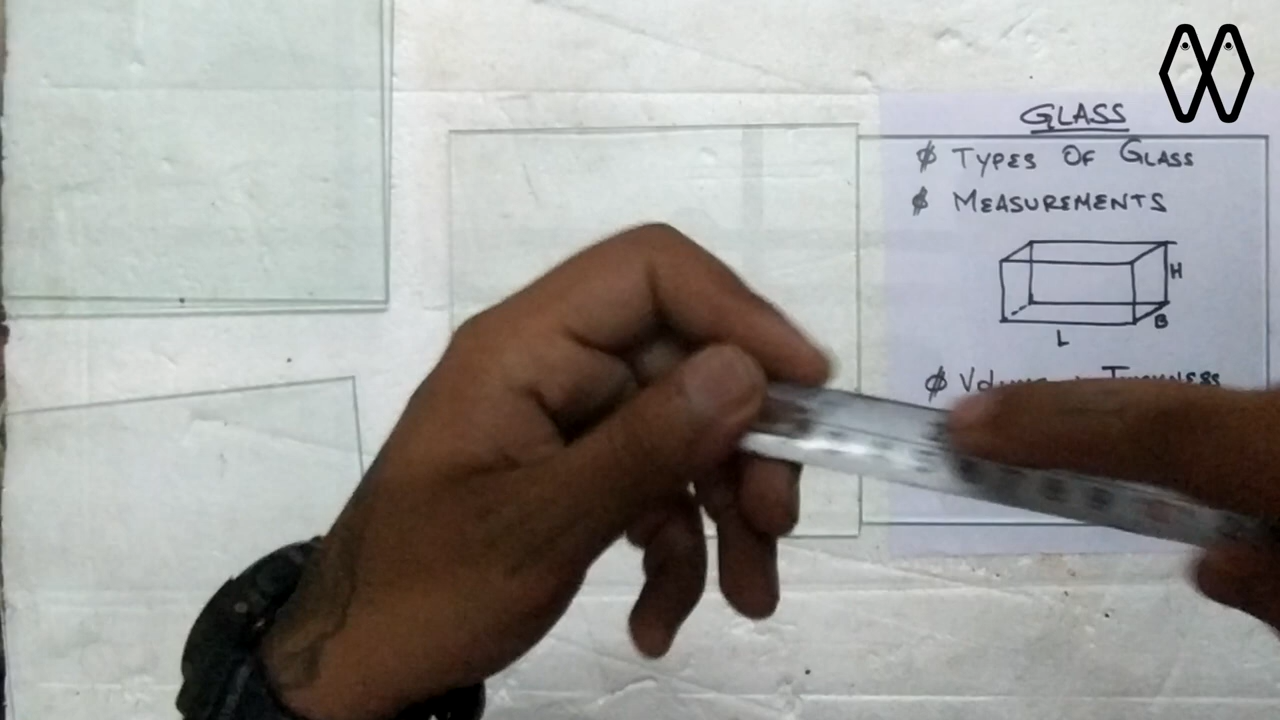 GLASS
TYPES OF GLASS
MEASUREMENTS
H
B
L